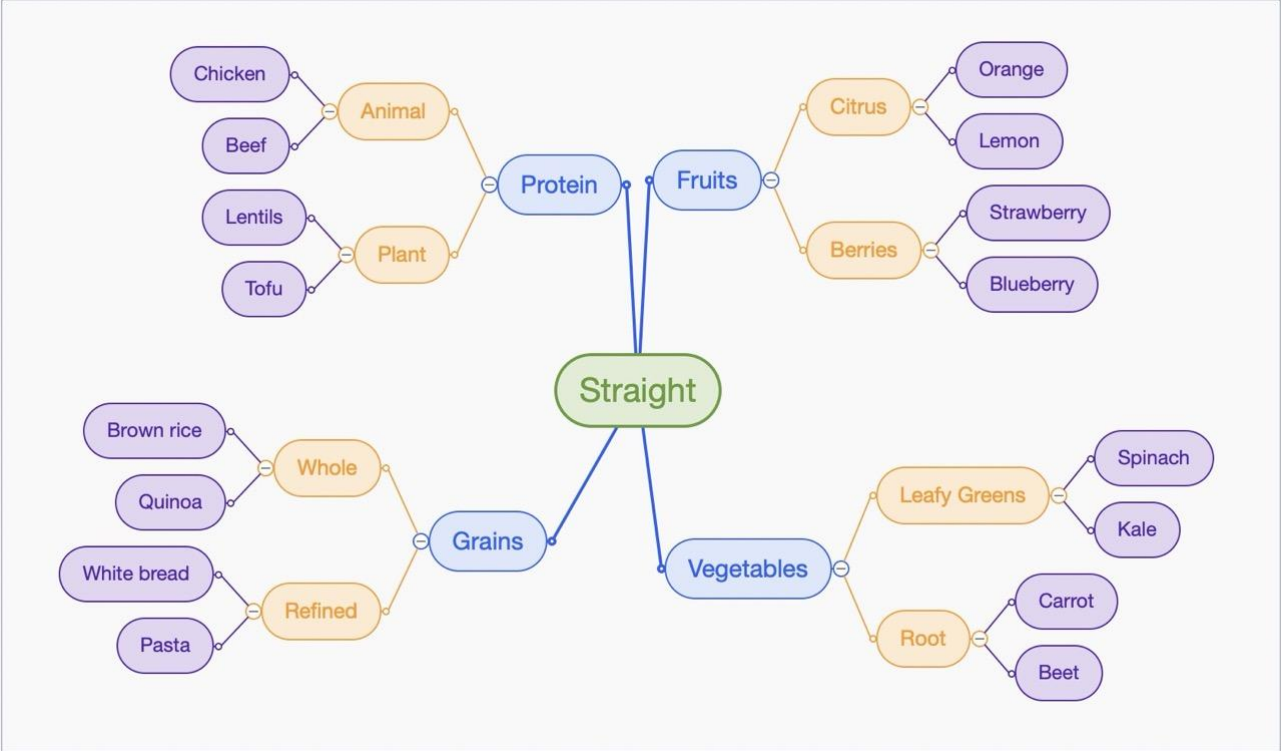 Straight
Fruits
Citrus
Orange
Lemon
Berries
Strawberry
Blueberry
Vegetables
Leafy Greens
Spinach
Kale
Root
Carrot
Beet
Protein
Animal
Chicken
Beef
Plant
Lentils
Tofu
Grains
Whole
Brown rice
Quinoa
Refined
White bread
Pasta